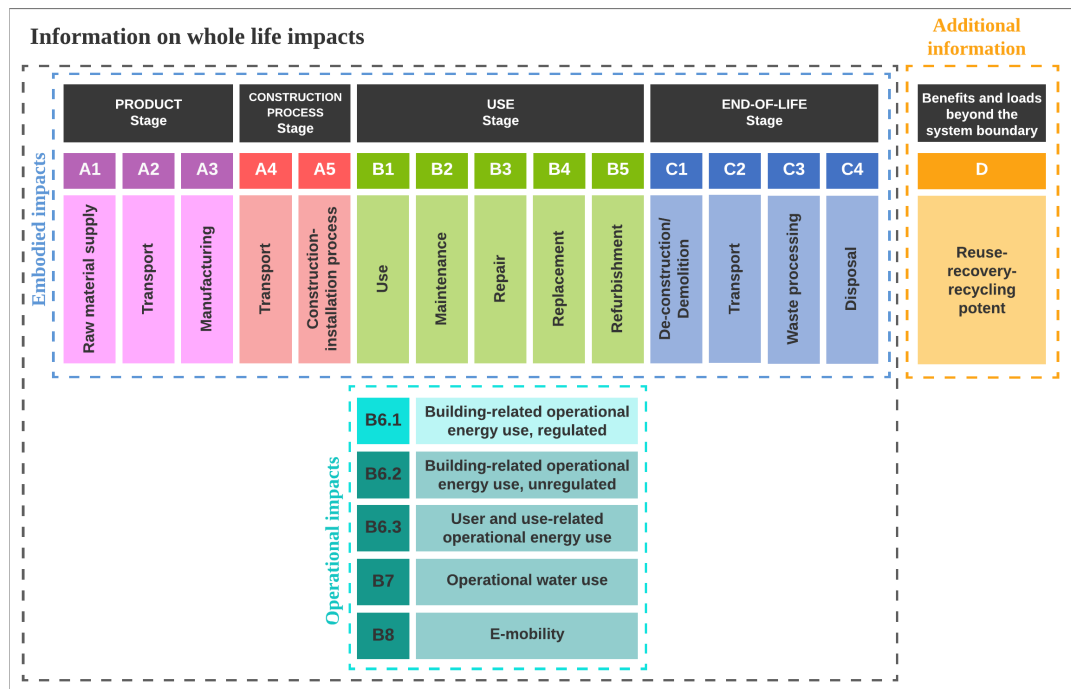 Information on whole life impacts
Additional
information
PRODUCT
Stage
CONSTRUCTION
PROCESS
Stage
USE
Stage
END-OF-LIFE
Stage
Benefits and loads
beyond the
system boundary
A1
A2
A3
A4
A5
B1
B2
B3
B4
B5
C1
C2
C3
C4
D
Embodied impacts
Raw material supply
Transport
Manufacturing
Transport
Construction-
installation process
Use
Maintenance
Repair
Replacement
Refurbishment
De-construction/
Demolition
Transport
Waste processing
Disposal
Reuse-
recovery-
recycling
potent
Operational impacts
B6.1
Building-related operational
energy use, regulated
B6.2
Building-related operational
energy use, unregulated
B6.3
User and use-related
operational energy use
B7
Operational water use
B8
E-mobility